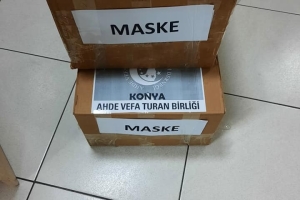 MASKE
KONYA
AHDE VEFA TURAN BİRLİĞİ
MASKE